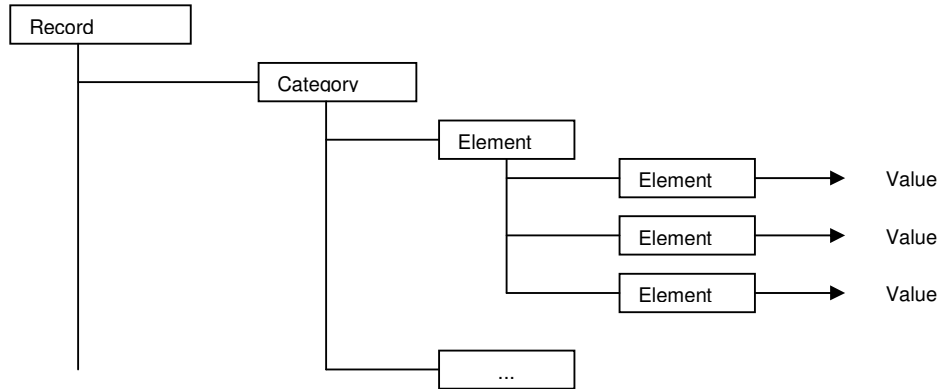 Record
Category
Element
Element Value
Element Value
Element Value
...